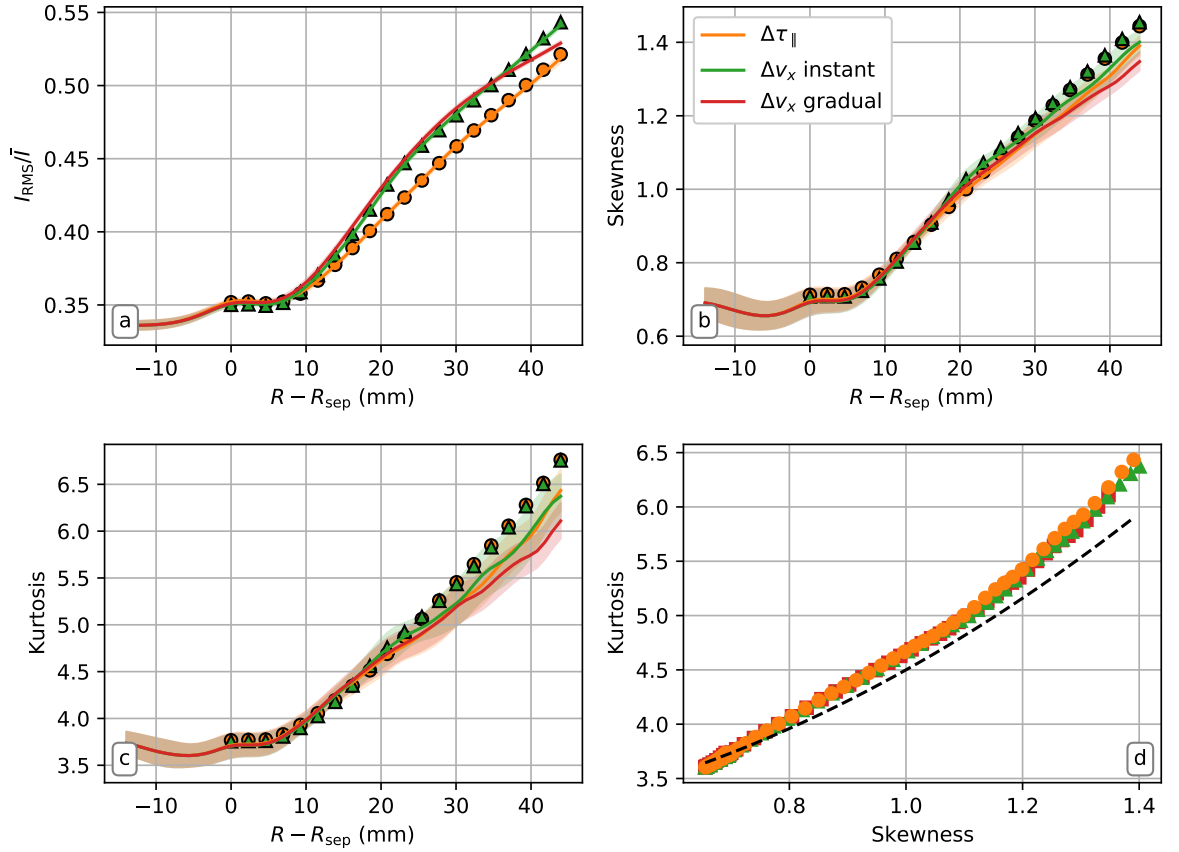 0.55
0.50
0.45
0.40
0.35
I_RMS/Ī
−10 0 10 20 30 40
R − R_sep (mm)
a
1.4
1.2
1.0
0.8
0.6
Skewness
Δτ_∥
Δv_x instant
Δv_x gradual
−10 0 10 20 30 40
R − R_sep (mm)
b
6.5
6.0
5.5
5.0
4.5
4.0
3.5
Kurtosis
−10 0 10 20 30 40
R − R_sep (mm)
c
6.5
6.0
5.5
5.0
4.5
4.0
3.5
Kurtosis
0.8 1.0 1.2 1.4
Skewness
d